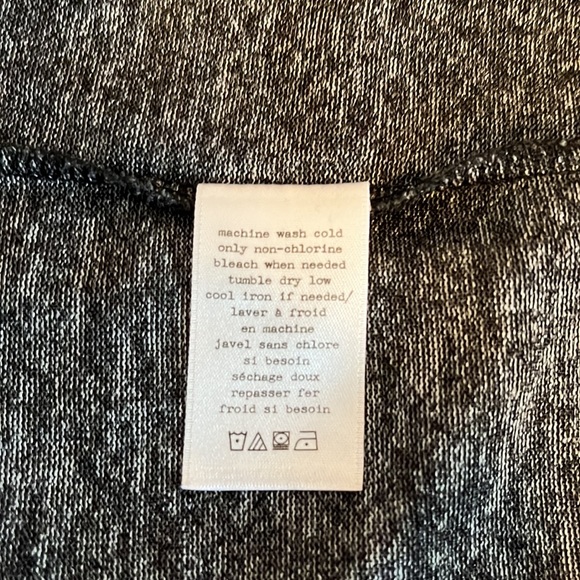 machine wash cold
only non-chlorine
bleach when needed
tumble dry low
cool iron if needed/
laver à froid
en machine
javel sans chlore
si besoin
séchage doux
repasser fer
froid si besoin